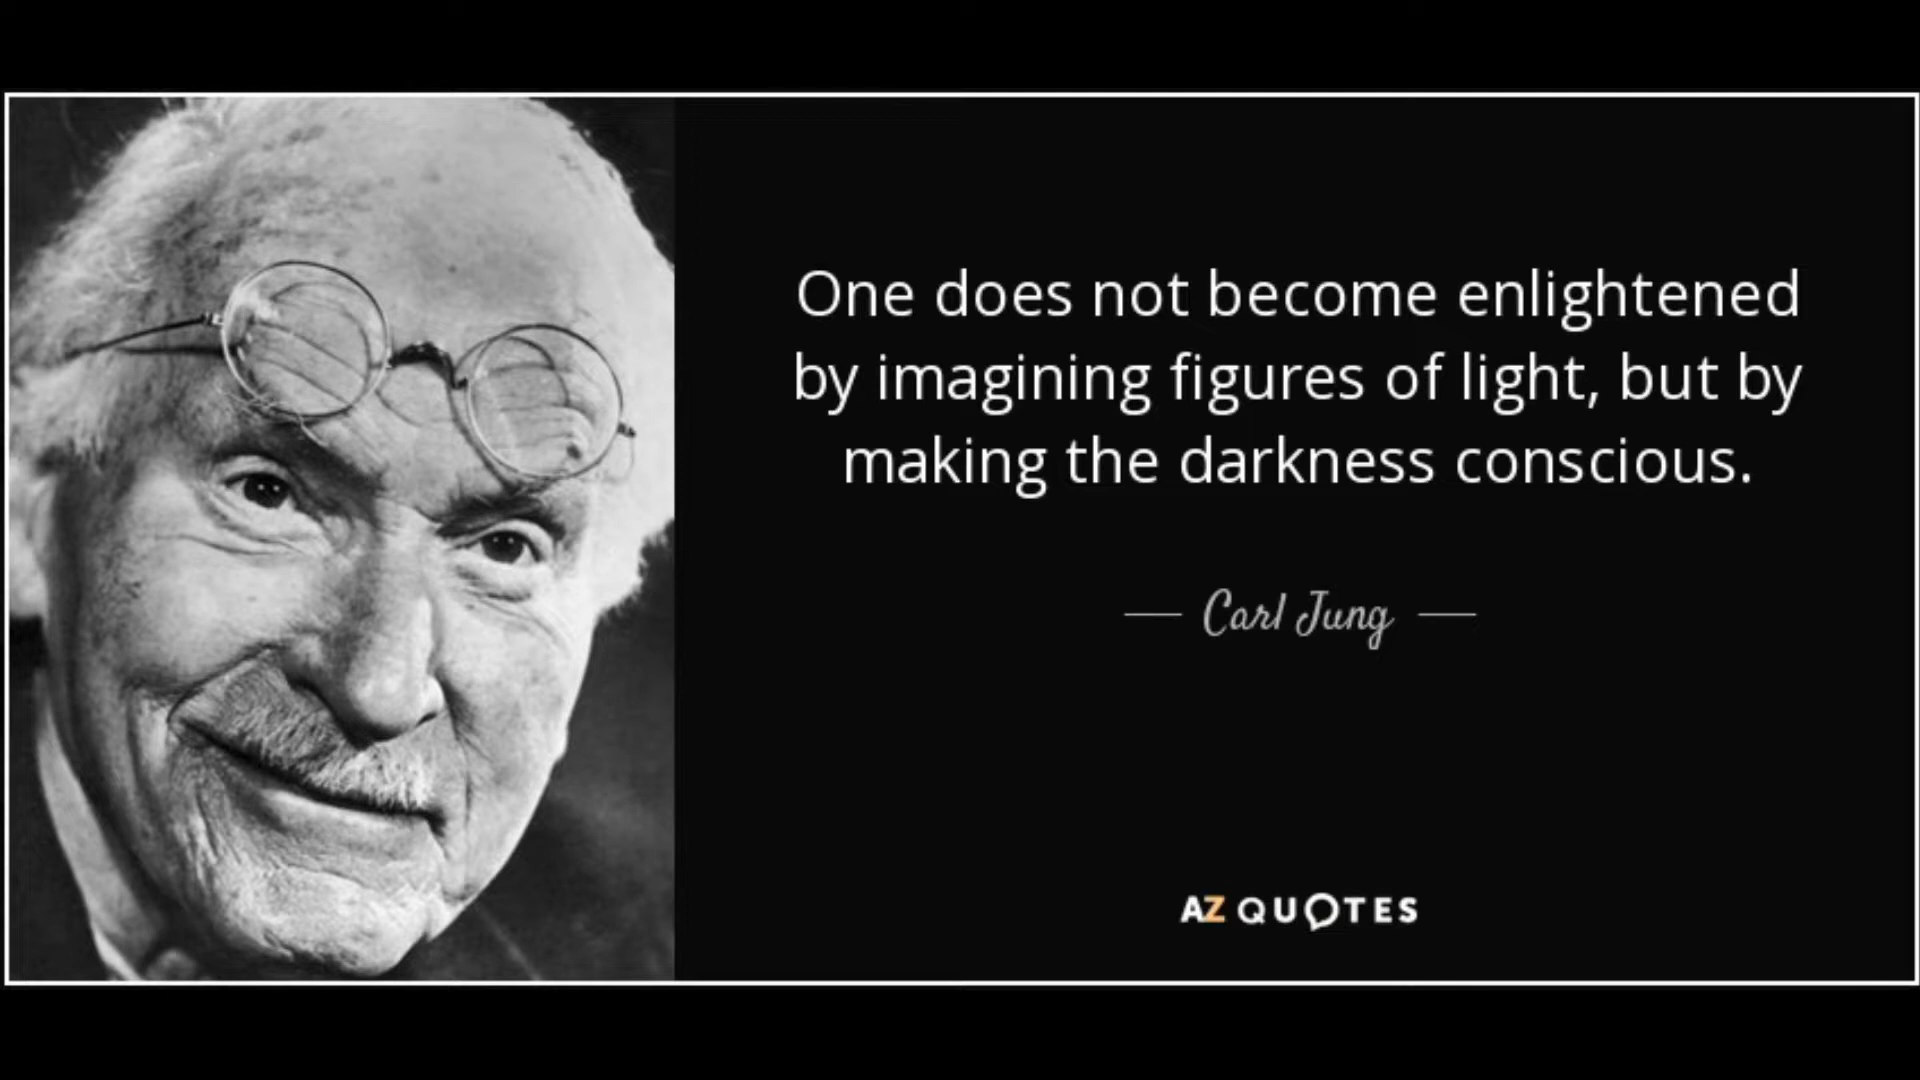 One does not become enlightened
by imagining figures of light, but by
making the darkness conscious.
— Carl Jung —
AZ QUOTES